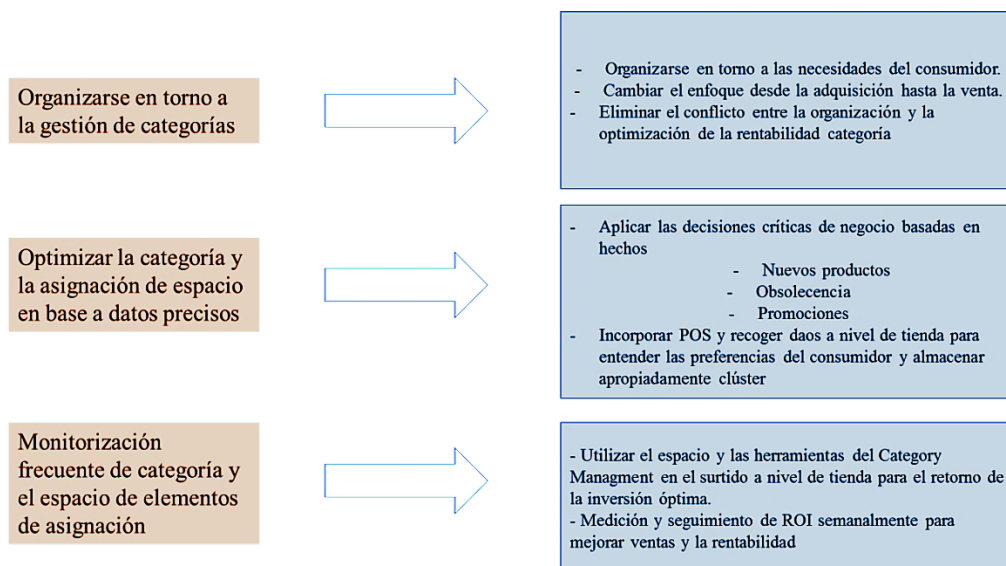 Organizarse en torno a
la gestión de categorías
- Organizarse en torno a las necesidades del consumidor.
- Cambiar el enfoque desde la adquisición hasta la venta.
- Eliminar el conflicto entre la organización y la
optimización de la rentabilidad categoría
Optimizar la categoría y
la asignación de espacio
en base a datos precisos
- Aplicar las decisiones críticas de negocio basadas en
hechos
- Nuevos productos
- Obsolecencia
- Promociones
- Incorporar POS y recoger daos a nivel de tienda para
entender las preferencias del consumidor y almacenar
apropiadamente clúster
Monitorización
frecuente de categoría y
el espacio de elementos
de asignación
- Utilizar el espacio y las herramientas del Category
Managment en el surtido a nivel de tienda para el retorno de
la inversión óptima.
- Medición y seguimiento de ROI semanalmente para
mejorar ventas y la rentabilidad